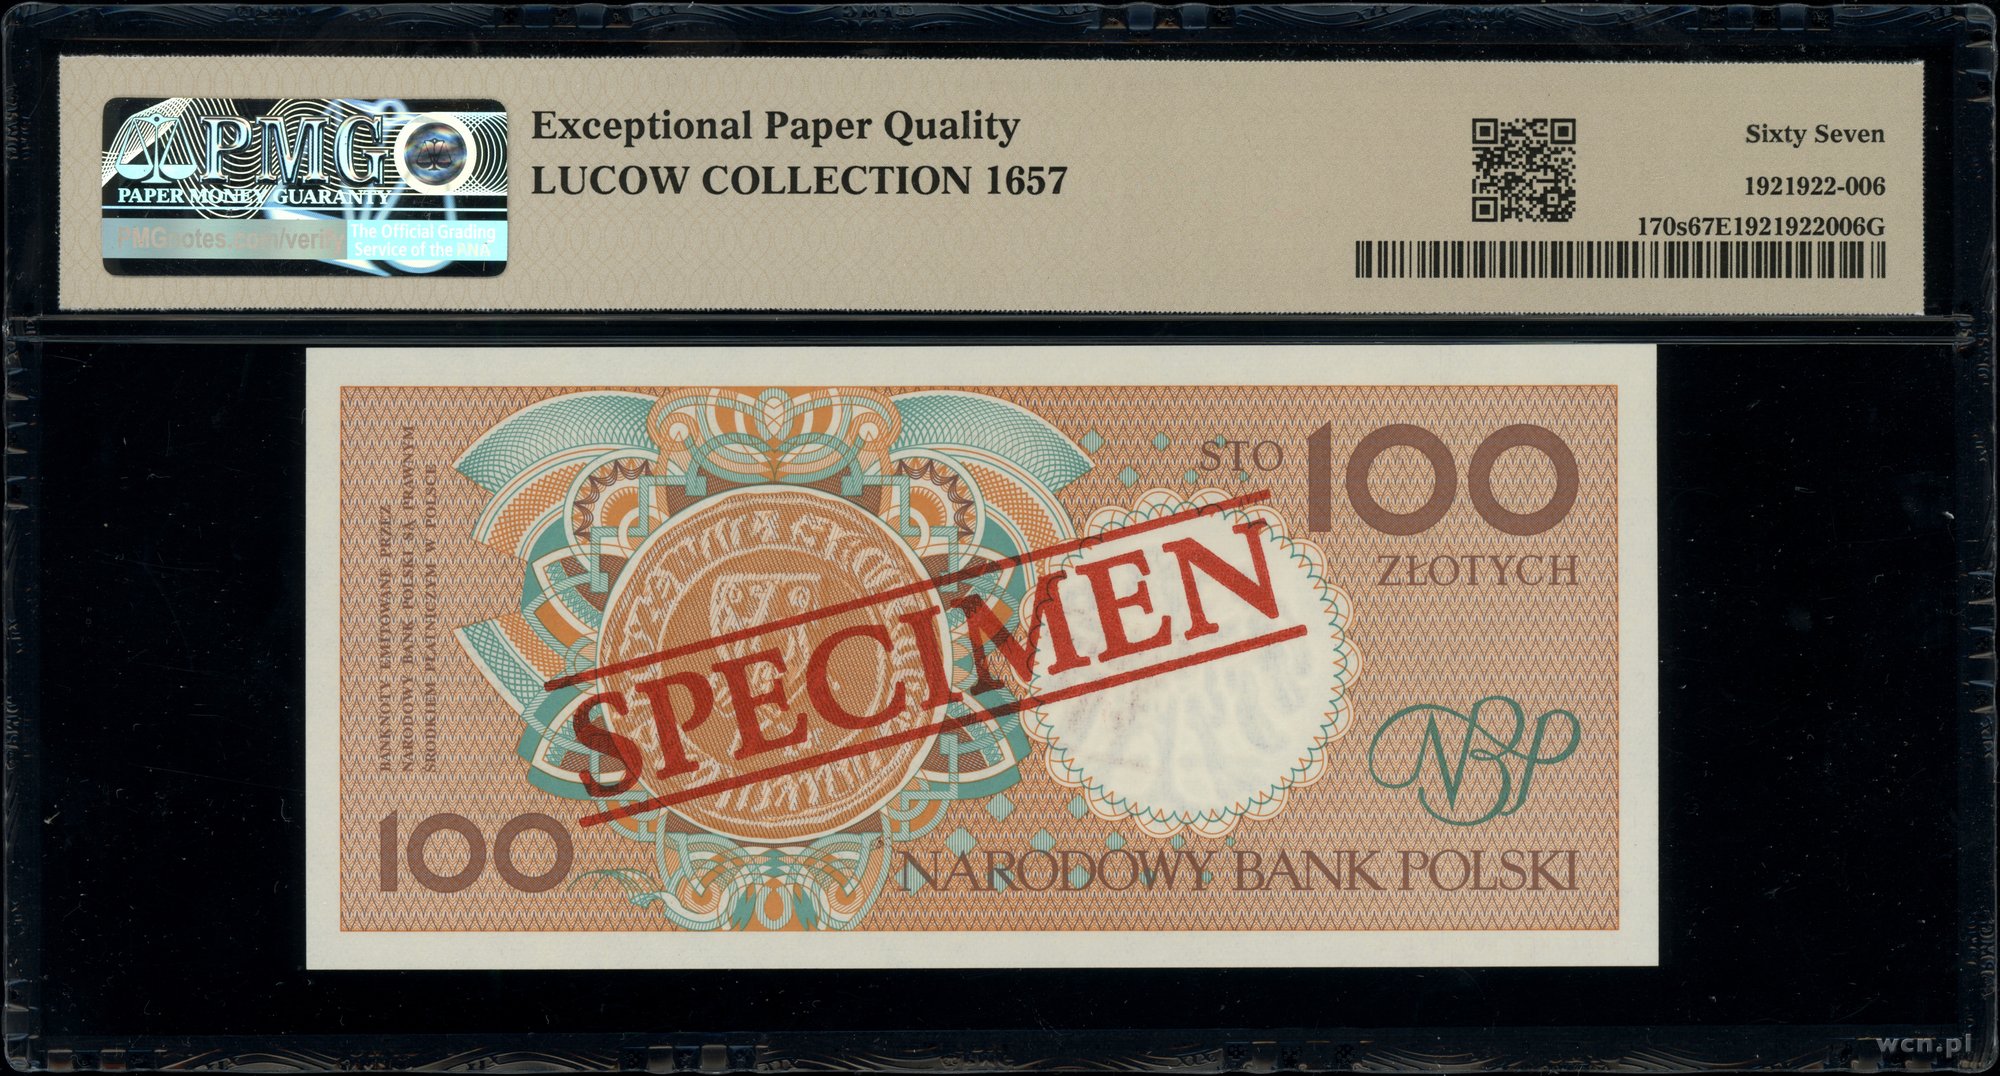 PMG
PAPER MONEY GUARANTY
PMGnotes.com/verify
The Official Grading
Service of the PNA
Exceptional Paper Quality
LUCOW COLLECTION 1657
Sixty Seven
1921922-006
170s67E1921922006G
BANKNOTY EMITOWANE PRZEZ
NARODOWY BANK POLSKI SĄ PRAWNYM
ŚRODKIEM PŁATNICZYM W POLSCE
STO 100
ZŁOTYCH
SPECIMEN
NBP
100
NARODOWY BANK POLSKI
wcn.pl